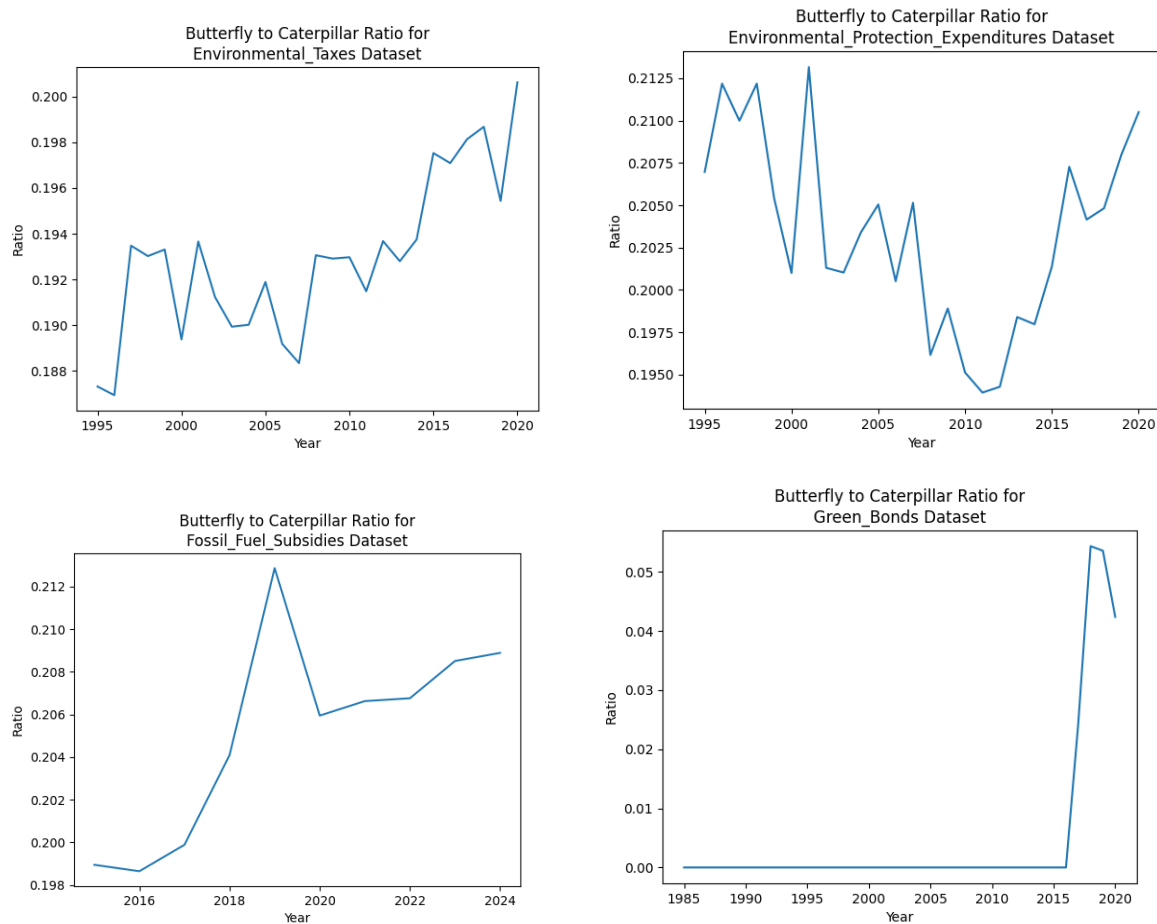 Butterfly to Caterpillar Ratio for
Environmental_Taxes Dataset
0.200
0.198
0.196
0.194
0.192
0.190
0.188
Ratio
1995 2000 2005 2010 2015 2020
Year
Butterfly to Caterpillar Ratio for
Environmental_Protection_Expenditures Dataset
0.2125
0.2100
0.2075
0.2050
0.2025
0.2000
0.1975
0.1950
Ratio
1995 2000 2005 2010 2015 2020
Year
Butterfly to Caterpillar Ratio for
Fossil_Fuel_Subsidies Dataset
0.212
0.210
0.208
0.206
0.204
0.202
0.200
0.198
Ratio
2016 2018 2020 2022 2024
Year
Butterfly to Caterpillar Ratio for
Green_Bonds Dataset
0.05
0.04
0.03
0.02
0.01
0.00
Ratio
1985 1990 1995 2000 2005 2010 2015 2020
Year